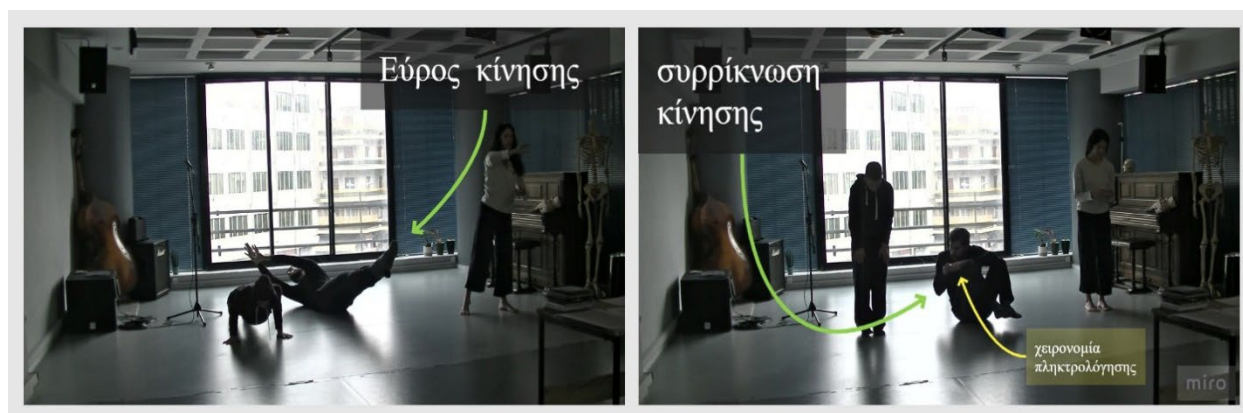 Εύρος κίνησης
συρρίκνωση
κίνησης
χειρονομία
πληκτρολόγησης
miro